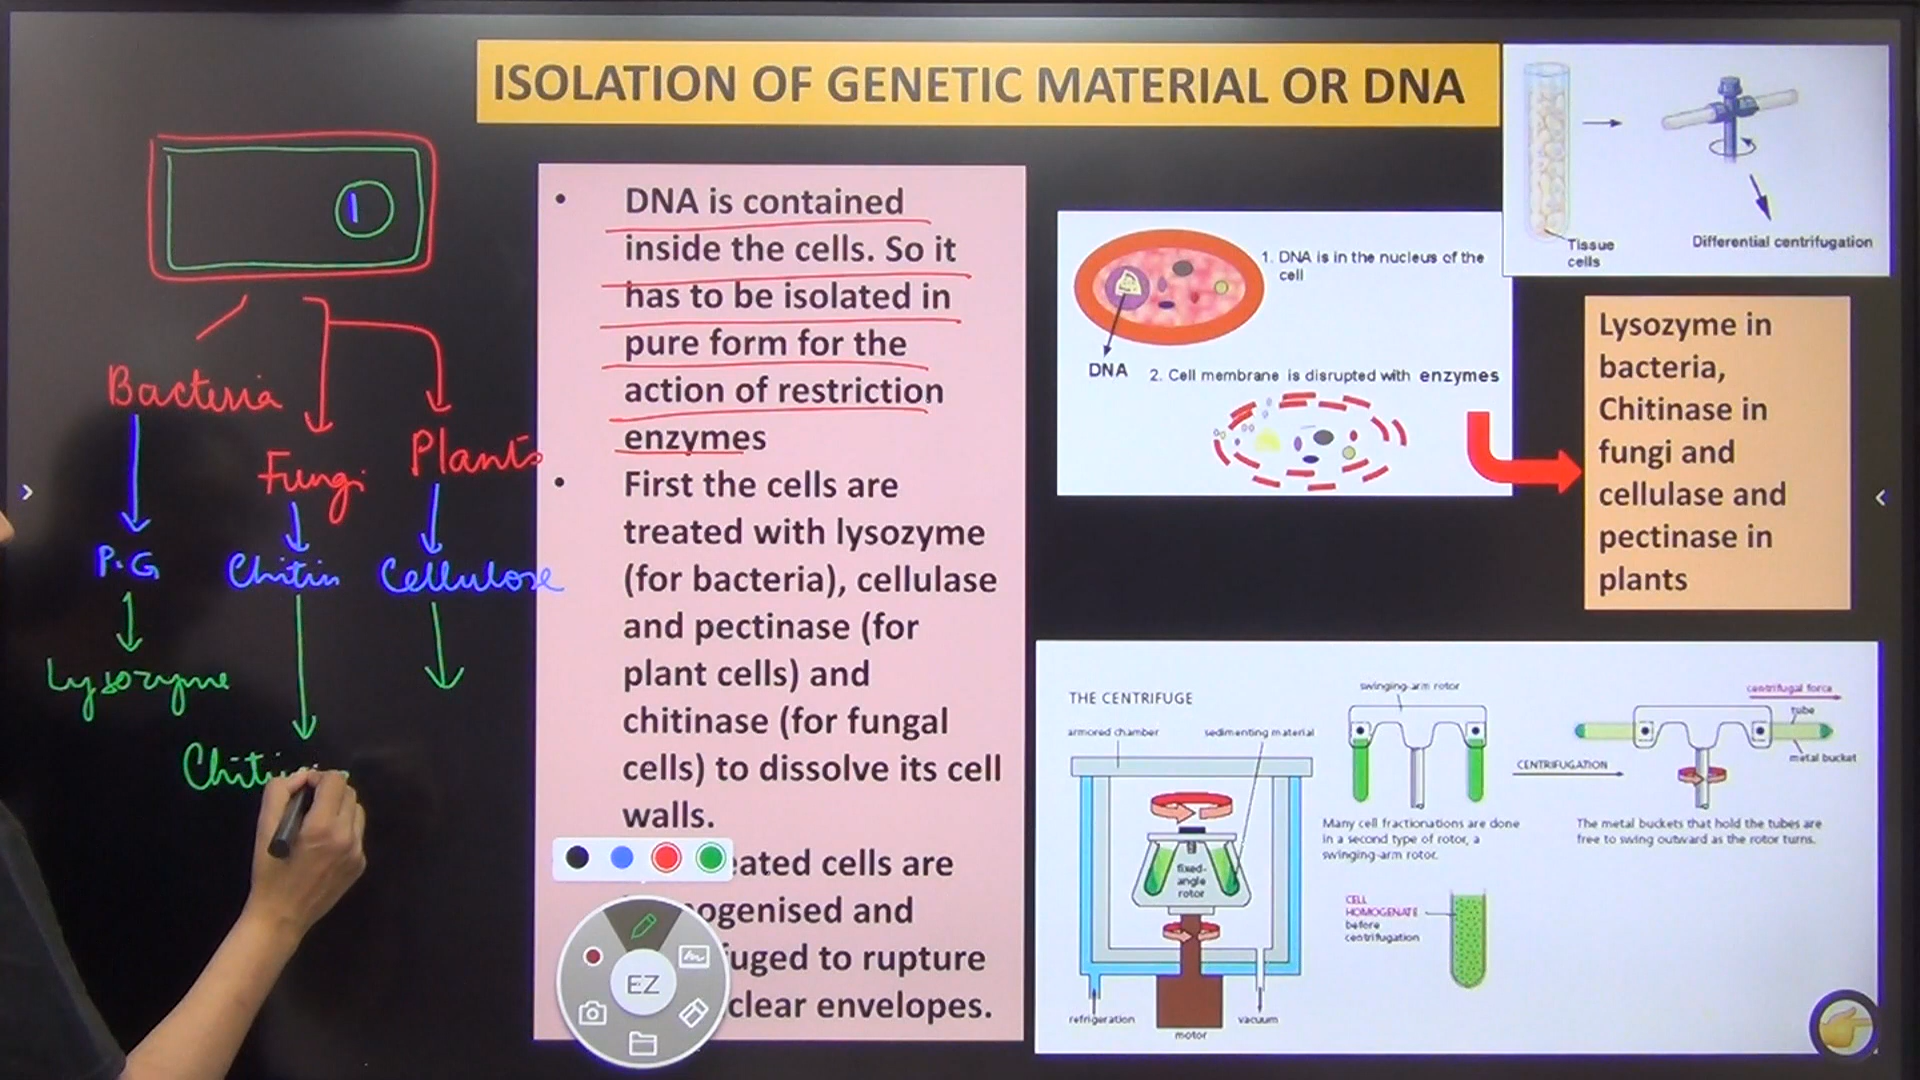 ISOLATION OF GENETIC MATERIAL OR DNA
Bacteria
Fungi
Plants
P.G
Chitin
Cellulose
Lysozyme
• DNA is contained
inside the cells. So it
has to be isolated in
pure form for the
action of restriction
enzymes
• First the cells are
treated with lysozyme
(for bacteria), cellulase
and pectinase (for
plant cells) and
chitinase (for fungal
cells) to dissolve its cell
walls.
cells are
and
to rupture
envelopes.
EZ
Tissue
cells
Differential centrifugation
1. DNA is in the nucleus of the
cell
DNA
2. Cell membrane is disrupted with enzymes
Lysozyme in
bacteria,
Chitinase in
fungi and
cellulase and
pectinase in
plants
THE CENTRIFUGE
armored chamber
sedimenting material
fixed-
angle
rotor
refrigeration
motor
vacuum
swinging-arm rotor
CENTRIFUGATION
centrifugal force
tube
metal bucket
Many cell fractionations are done
in a second type of rotor, a
swinging-arm rotor.
The metal buckets that hold the tubes are
free to swing outward as the rotor turns.
CELL
HOMOGENATE
before
centrifugation